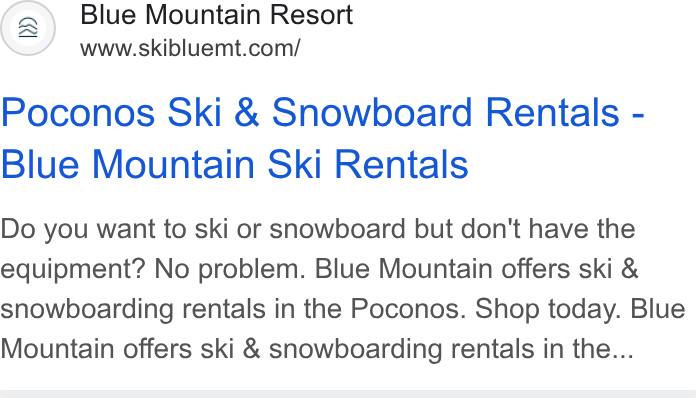 Blue Mountain Resort
www.skibluemt.com/
Poconos Ski & Snowboard Rentals -
Blue Mountain Ski Rentals
Do you want to ski or snowboard but don't have the
equipment? No problem. Blue Mountain offers ski &
snowboarding rentals in the Poconos. Shop today. Blue
Mountain offers ski & snowboarding rentals in the...